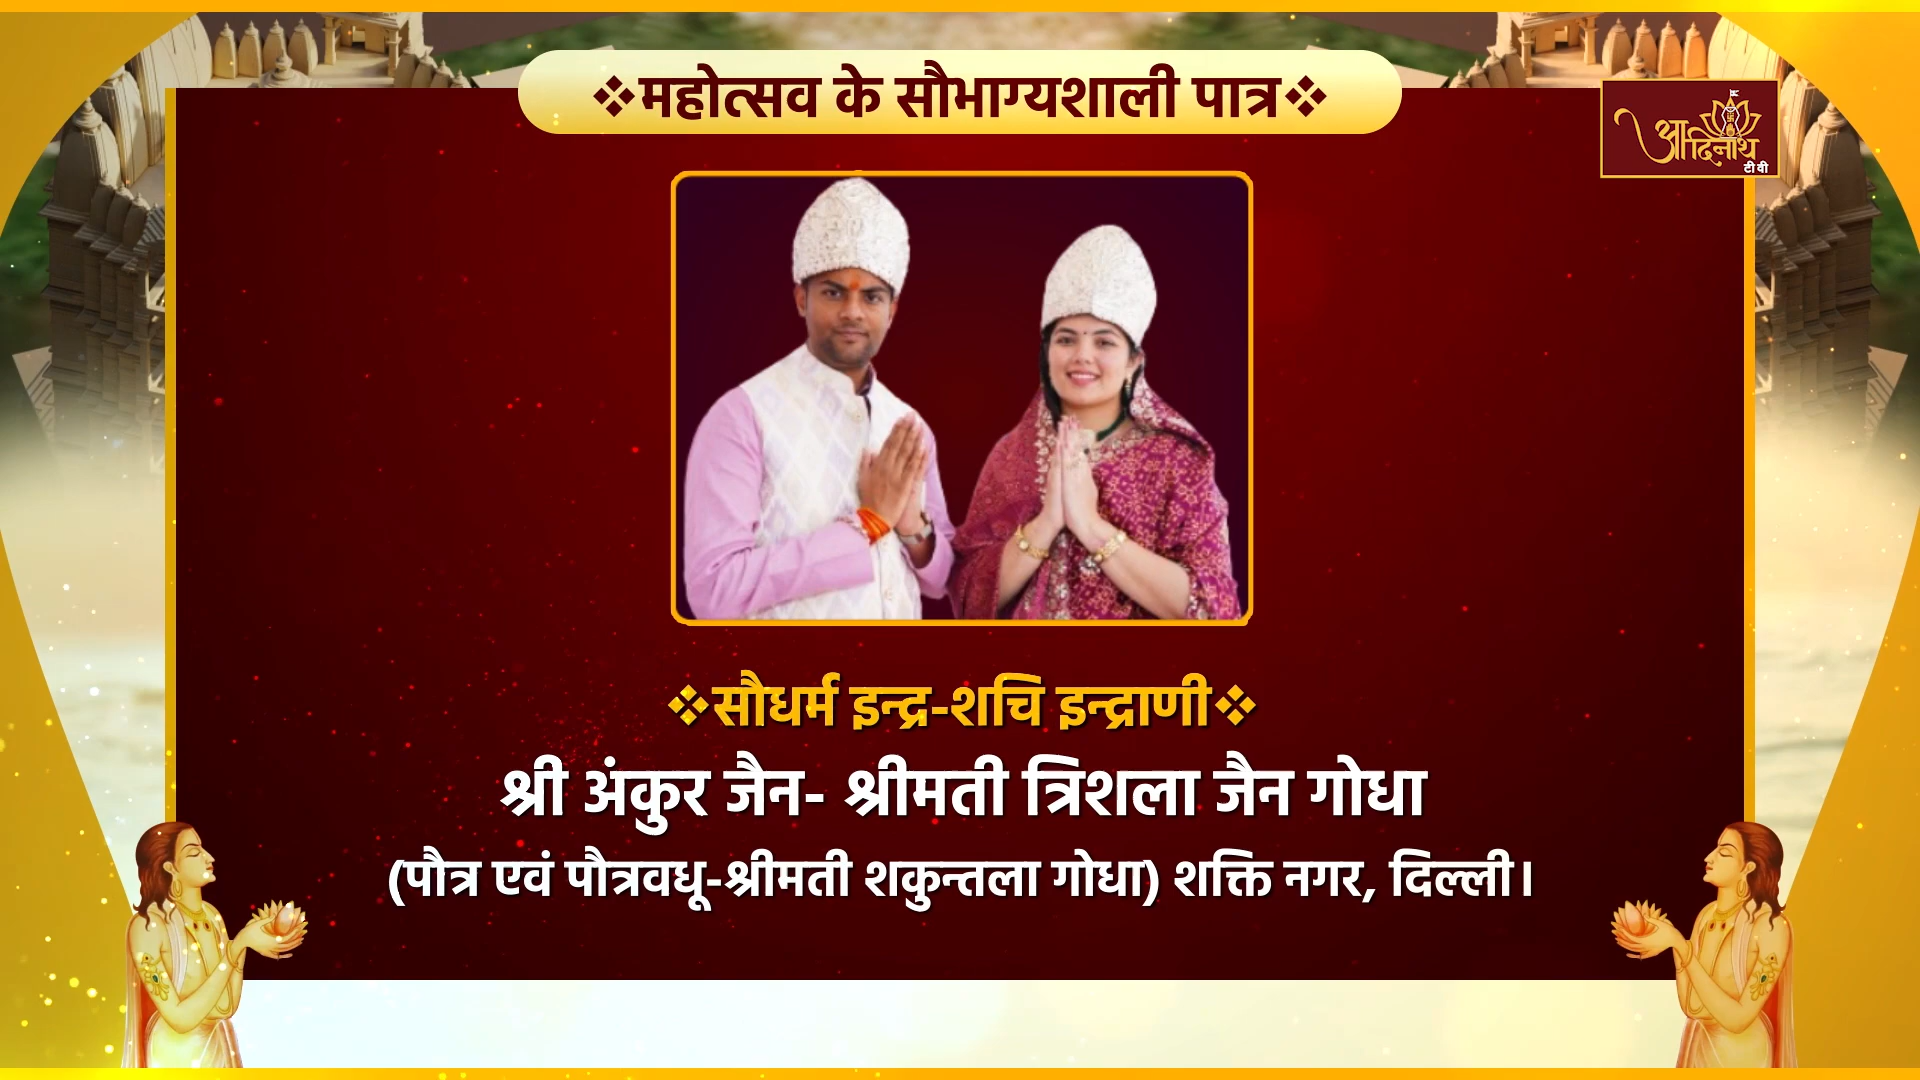 ❖महोत्सव के सौभाग्यशाली पात्र❖
आदिनाथ
टी वी
❖सौधर्म इन्द्र-शचि इन्द्राणी❖
श्री अंकुर जैन- श्रीमती त्रिशला जैन गोधा
(पौत्र एवं पौत्रवधू-श्रीमती शकुन्तला गोधा) शक्ति नगर, दिल्ली।